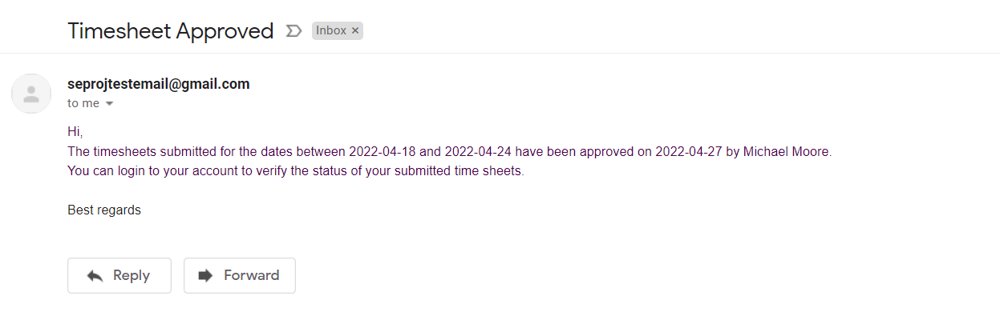 Timesheet Approved Inbox ×
seprojtestemail@gmail.com
to me
Hi,
The timesheets submitted for the dates between 2022-04-18 and 2022-04-24 have been approved on 2022-04-27 by Michael Moore.
You can login to your account to verify the status of your submitted time sheets.
Best regards
Reply Forward